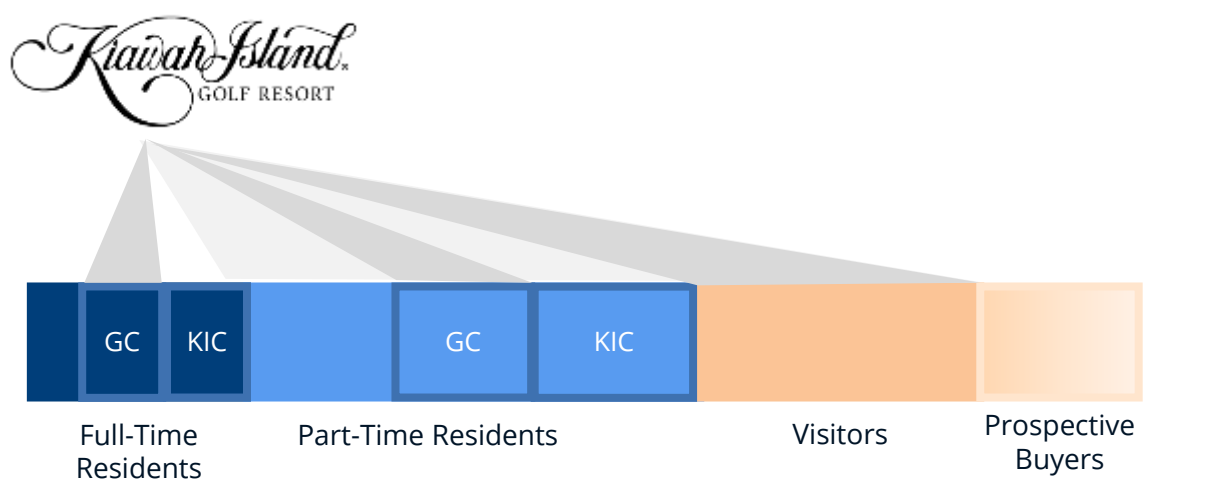 Kiawah Island
GOLF RESORT
GC
KIC
GC
KIC
Full-Time
Residents
Part-Time Residents
Visitors
Prospective
Buyers